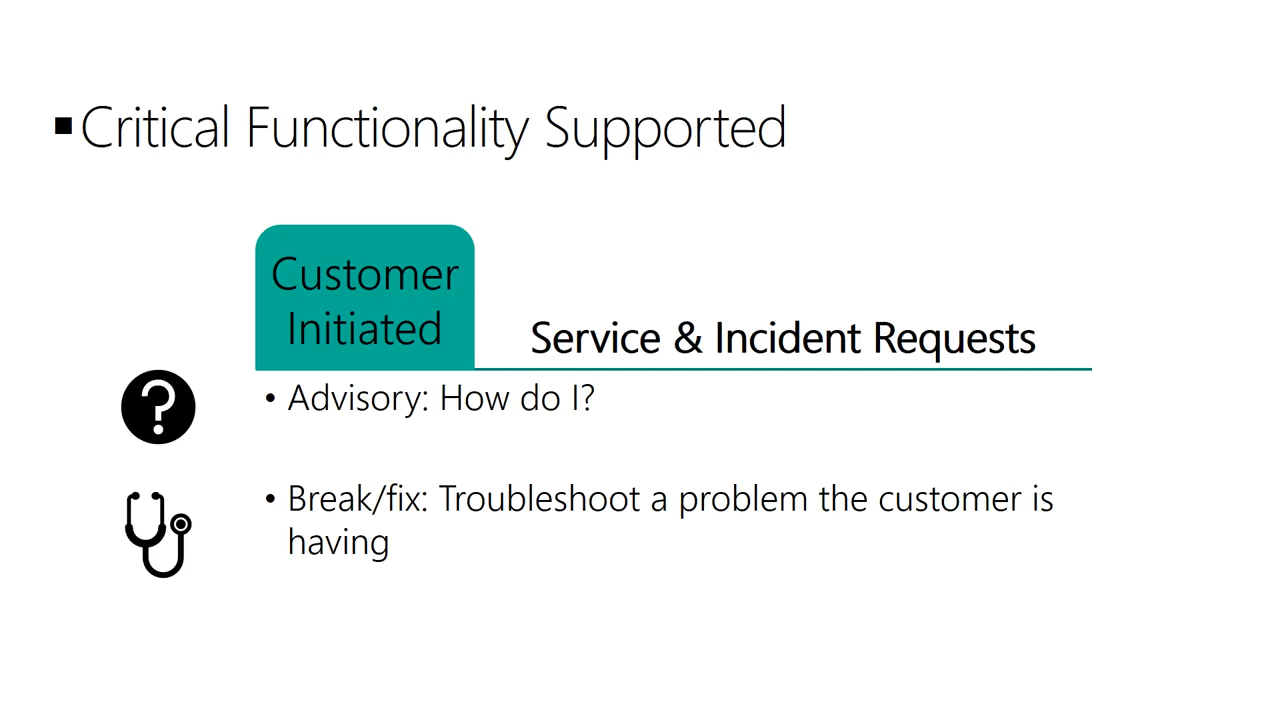 ▪Critical Functionality Supported
Customer
Initiated
Service & Incident Requests
• Advisory: How do I?
• Break/fix: Troubleshoot a problem the customer is
having